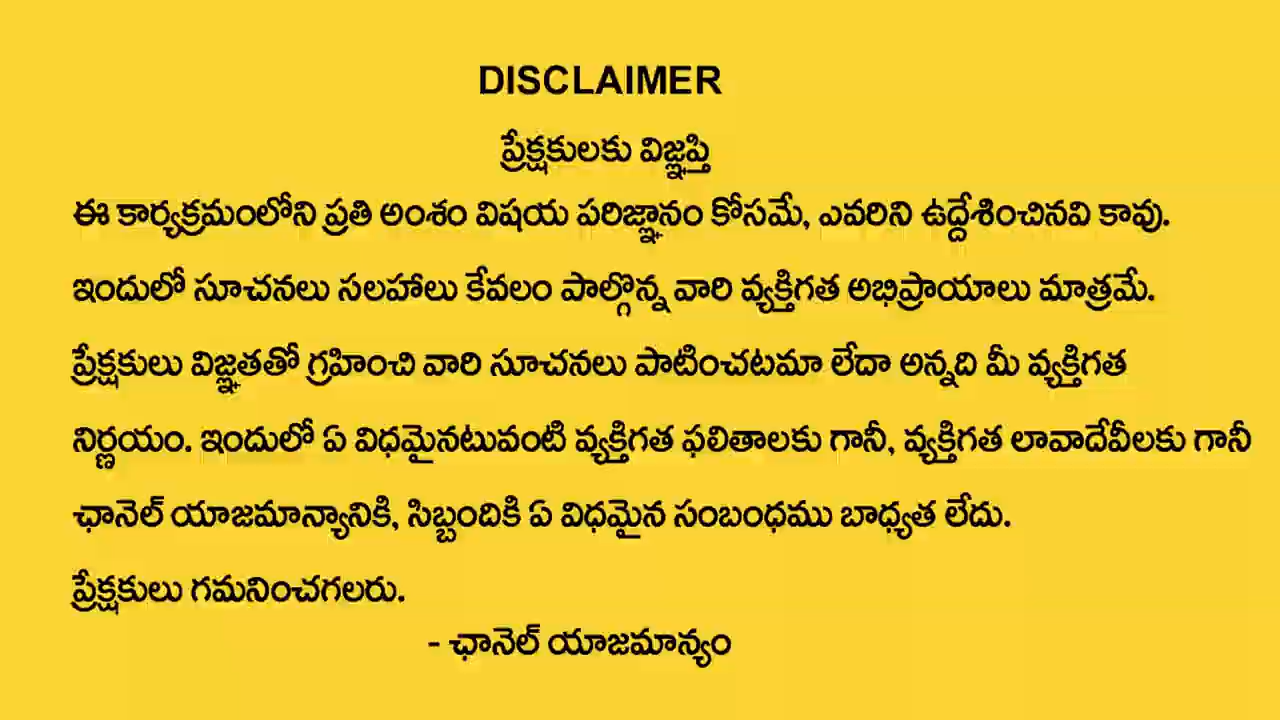 DISCLAIMER
ప్రేక్షకులకు విజ్ఞప్తి
ఈ కార్యక్రమంలోని ప్రతి అంశం విషయ పరిజ్ఞానం కోసమే, ఎవరిని ఉద్దేశించినవి కావు.
ఇందులో సూచనలు సలహాలు కేవలం పాల్గొన్న వారి వ్యక్తిగత అభిప్రాయాలు మాత్రమే.
ప్రేక్షకులు విజ్ఞతతో గ్రహించి వారి సూచనలు పాటించటమా లేదా అన్నది మీ వ్యక్తిగత
నిర్ణయం. ఇందులో ఏ విధమైనటువంటి వ్యక్తిగత ఫలితాలకు గానీ, వ్యక్తిగత లావాదేవీలకు గానీ
ఛానెల్ యాజమాన్యానికి, సిబ్బందికి ఏ విధమైన సంబంధము బాధ్యత లేదు.
ప్రేక్షకులు గమనించగలరు.
- ఛానెల్ యాజమాన్యం